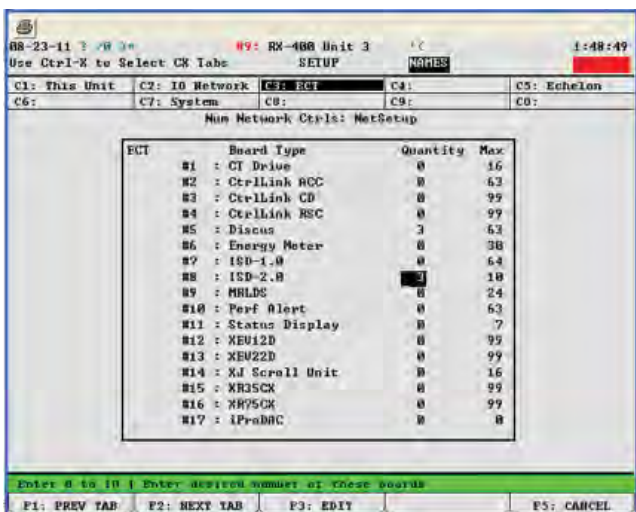 08-23-11 #9: RX-400 Unit 3 1:48:49
Use Ctrl-X to Select CX Tabs SETUP NAMES
C1: This Unit C2: IO Network C3: ECT C4: C5: Echelon
C6: C7: System C8: C9: C0:
Num Network Ctrls: NetSetup
ECT Board Type Quantity Max
#1 : CT Drive 0 16
#2 : CtrlLink ACC 0 63
#3 : CtrlLink CD 0 99
#4 : CtrlLink RSC 0 99
#5 : Discus 3 63
#6 : Energy Meter 0 30
#7 : ISD-1.0 0 64
#8 : ISD-2.0 10
#9 : MRLDS 0 24
#10 : Perf Alert 0 63
#11 : Status Display 0 7
#12 : XEV12D 0 99
#13 : XEV22D 0 99
#14 : XJ Scroll Unit 0 16
#15 : XR35CX 0 99
#16 : XR75CX 0 99
#17 : iProDAC 0 0
Enter 0 to 10 | Enter desired number of these boards
F1: PREV TAB F2: NEXT TAB F3: EDIT F5: CANCEL